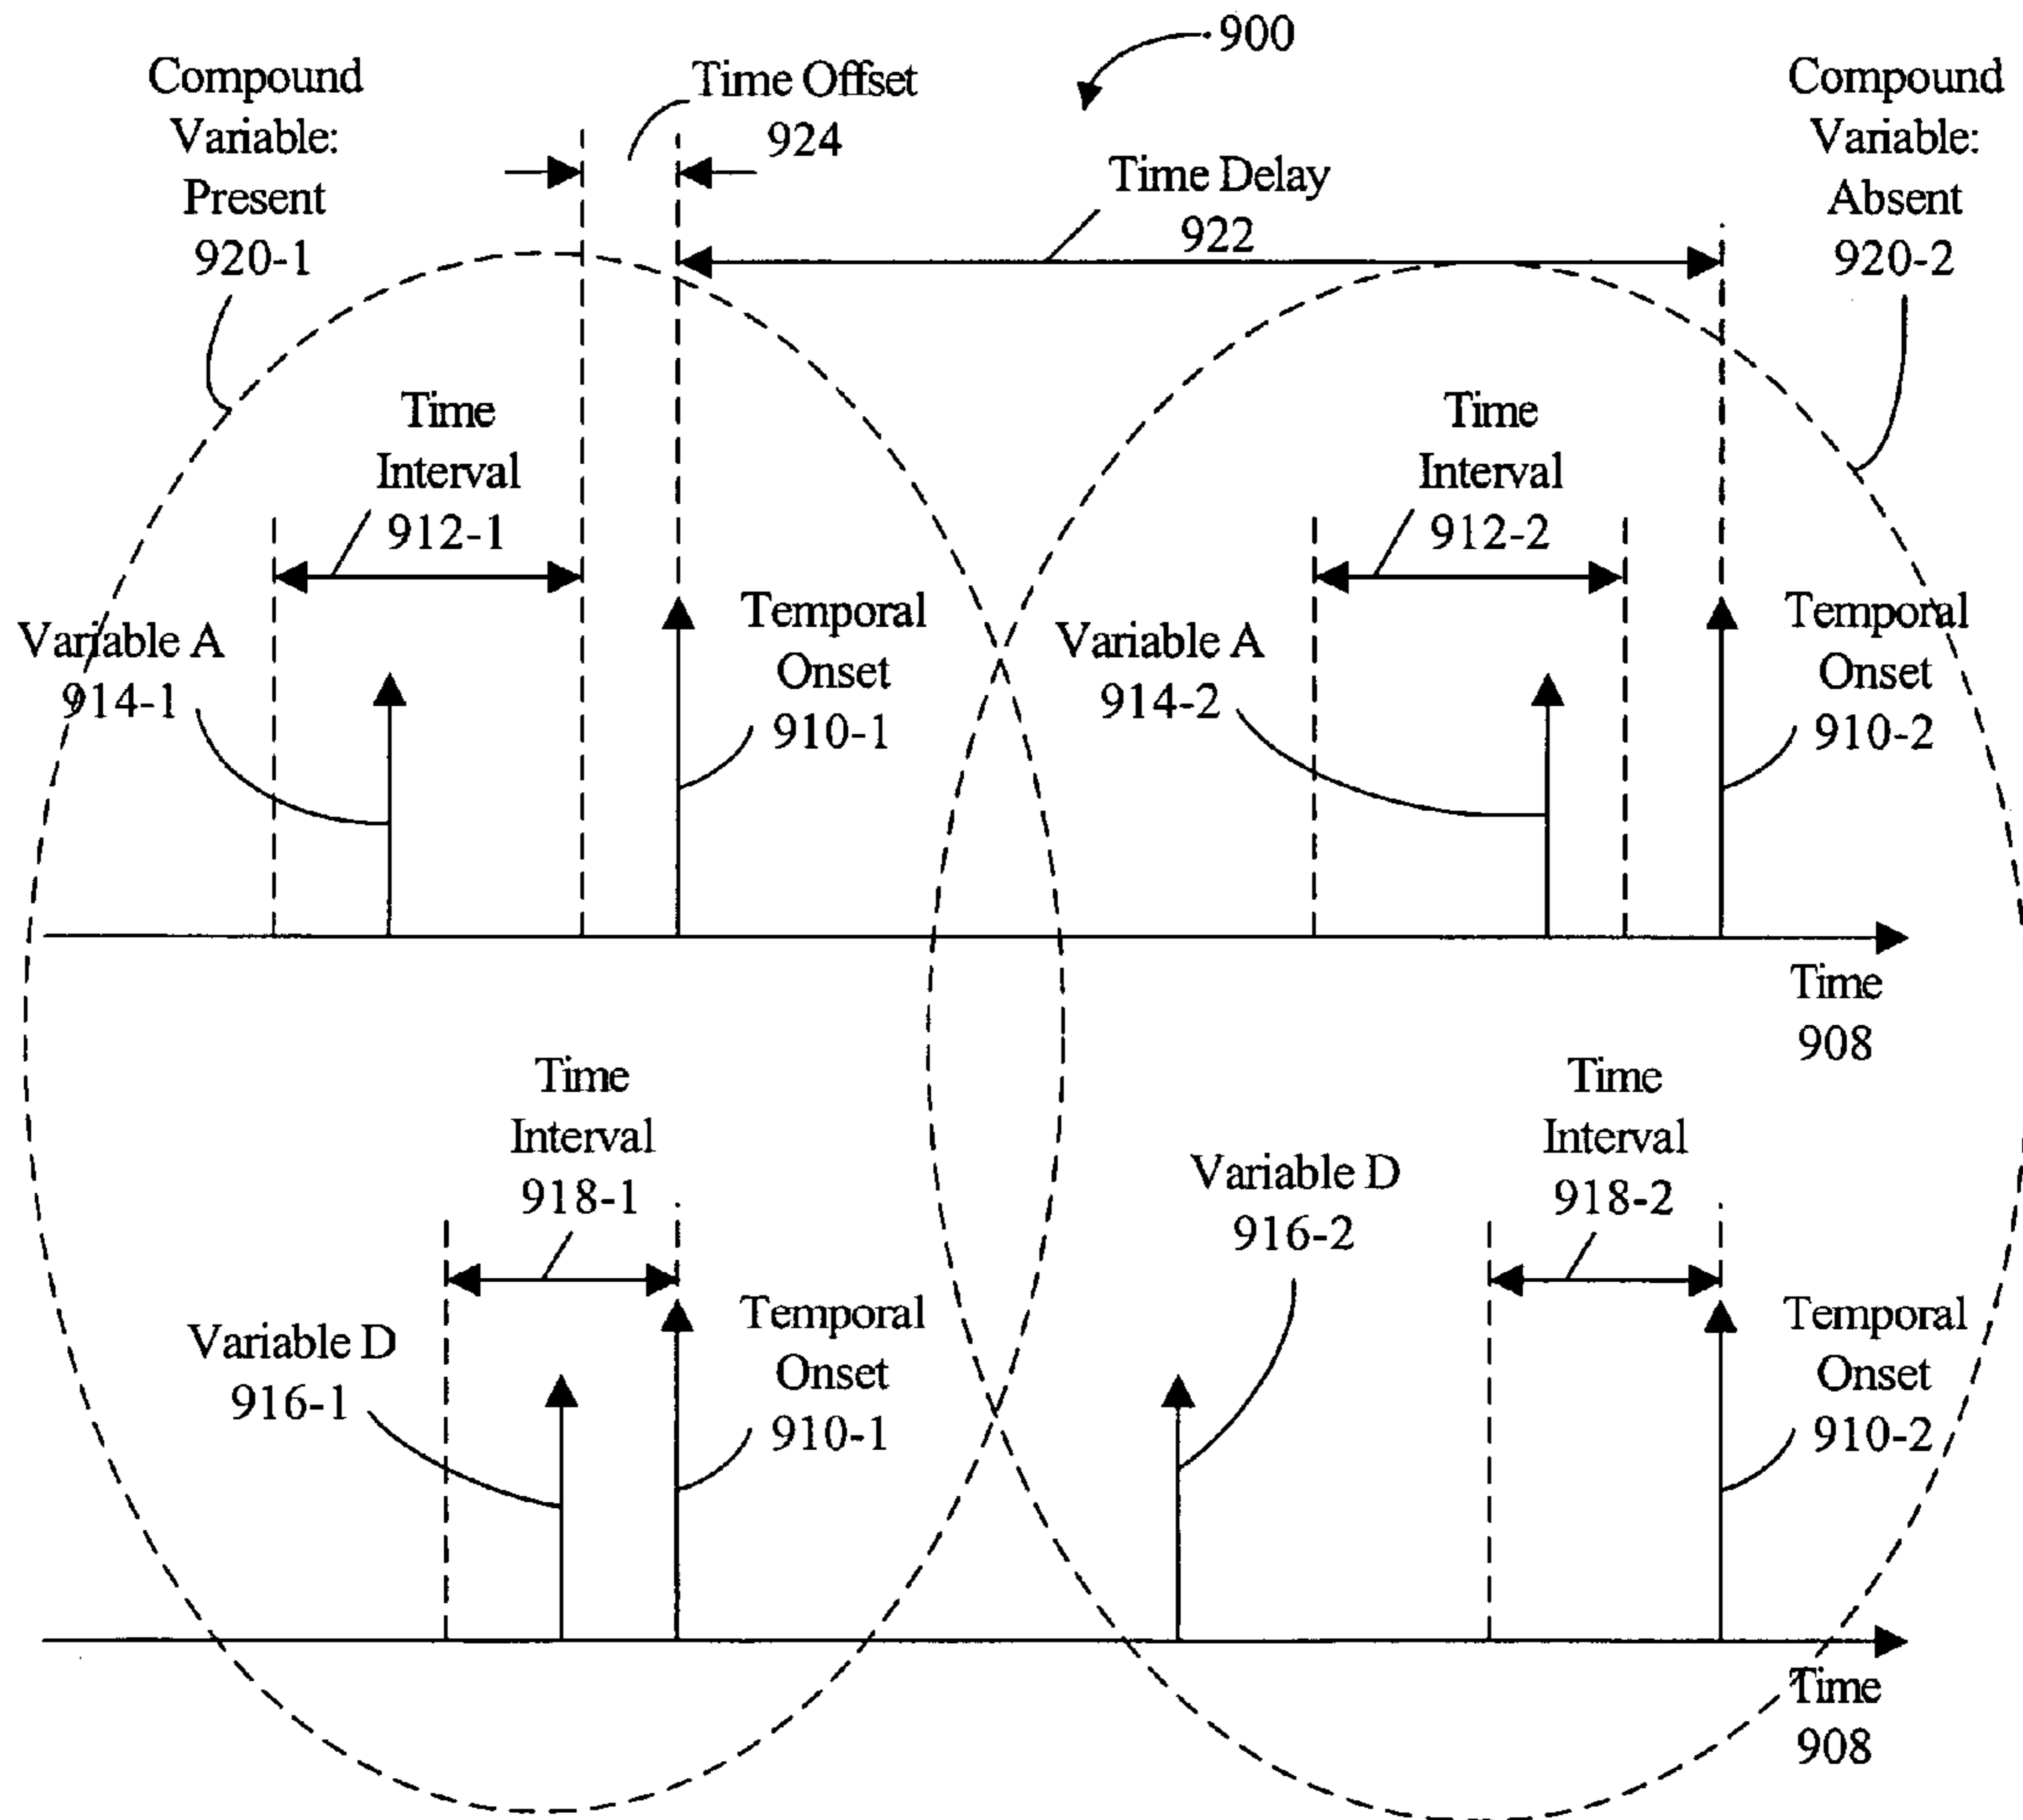 900
Compound
Variable:
Present
920-1
Time Offset
924
Time Delay
922
Compound
Variable:
Absent
920-2
Time
Interval
912-1
Time
Interval
912-2
Variable A
914-1
Temporal
Onset
910-1
Variable A
914-2
Temporal
Onset
910-2
Time
908
Time
Interval
918-1
Variable D
916-2
Time
Interval
918-2
Variable D
916-1
Temporal
Onset
910-1
Temporal
Onset
910-2
Time
908